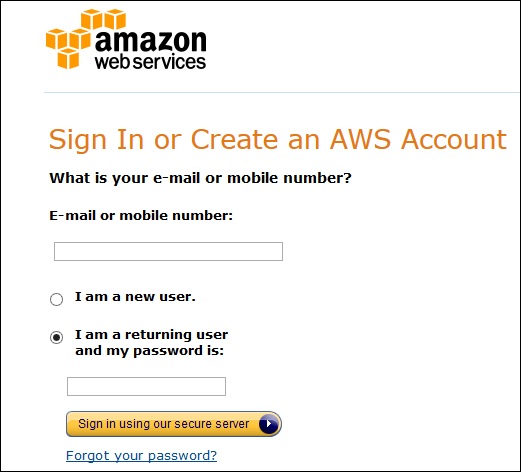 amazon
webservices
Sign In or Create an AWS Account
What is your e-mail or mobile number?
E-mail or mobile number:
I am a new user.
I am a returning user
and my password is:
Sign in using our secure server
Forgot your password?